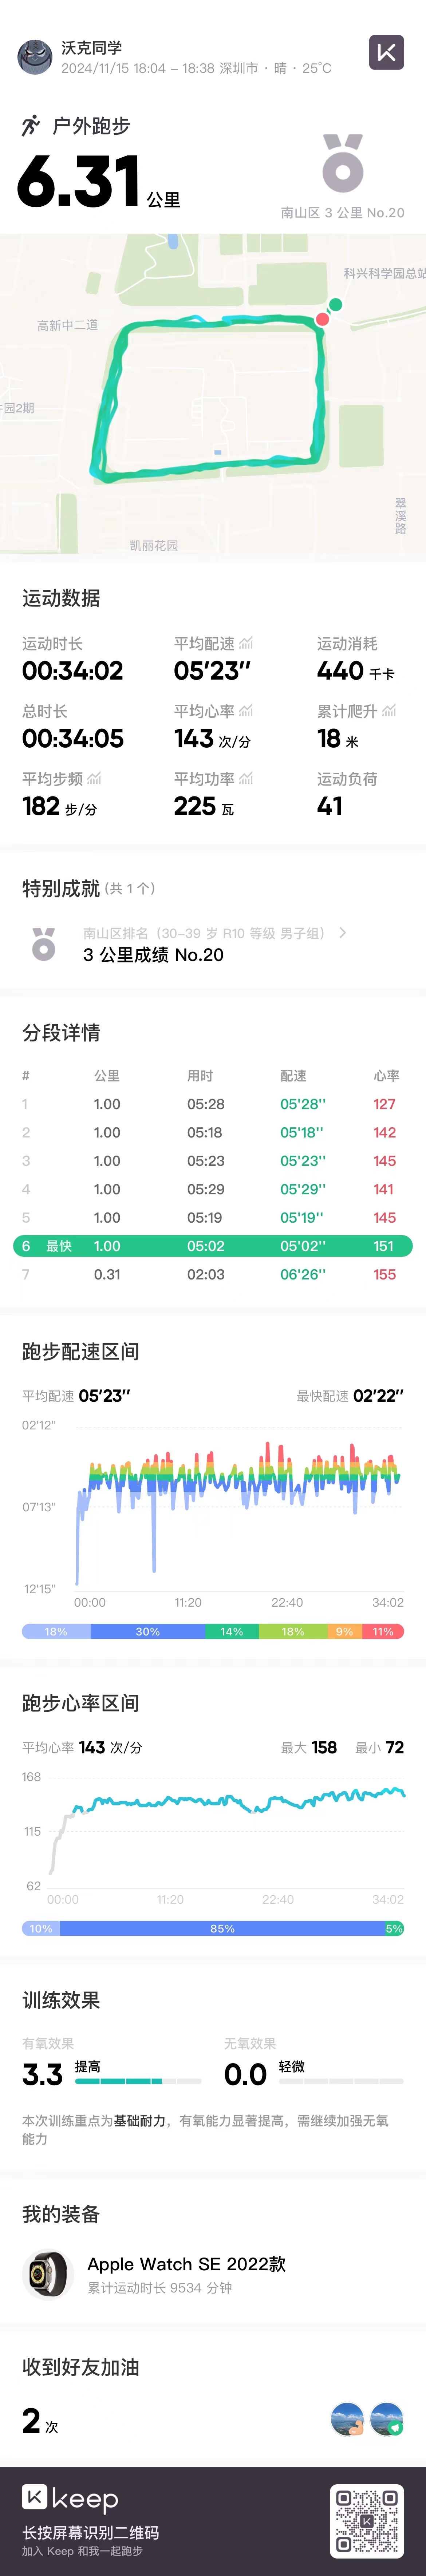 沃克同学
2024/11/15 18:04 – 18:38 深圳市 · 晴 · 25℃
户外跑步
6.31 公里
南山区 3 公里 No.20
科兴科学园总站
高新中二道
园2期
翠溪路
凯丽花园
运动数据
运动时长 平均配速 运动消耗
00:34:02 05'23'' 440 千卡
总时长 平均心率 累计爬升
00:34:05 143 次/分 18 米
平均步频 平均功率 运动负荷
182 步/分 225 瓦 41
特别成就 (共 1 个)
南山区排名（30–39 岁 R10 等级 男子组）
3 公里成绩 No.20
分段详情
# 公里 用时 配速 心率
1 1.00 05:28 05'28'' 127
2 1.00 05:18 05'18'' 142
3 1.00 05:23 05'23'' 145
4 1.00 05:29 05'29'' 141
5 1.00 05:19 05'19'' 145
6 最快 1.00 05:02 05'02'' 151
7 0.31 02:03 06'26'' 155
跑步配速区间
平均配速 05'23'' 最快配速 02'22''
02'12"
07'13"
12'15"
00:00 11:20 22:40 34:02
18% 30% 14% 18% 9% 11%
跑步心率区间
平均心率 143 次/分 最大 158 最小 72
168
115
62
00:00 11:20 22:40 34:02
10% 85% 5%
训练效果
有氧效果 无氧效果
3.3 提高 0.0 轻微
本次训练重点为基础耐力，有氧能力显著提高，需继续加强无氧
能力
我的装备
Apple Watch SE 2022款
累计运动时长 9534 分钟
收到好友加油
2 次
keep
长按屏幕识别二维码
加入 Keep 和我一起跑步